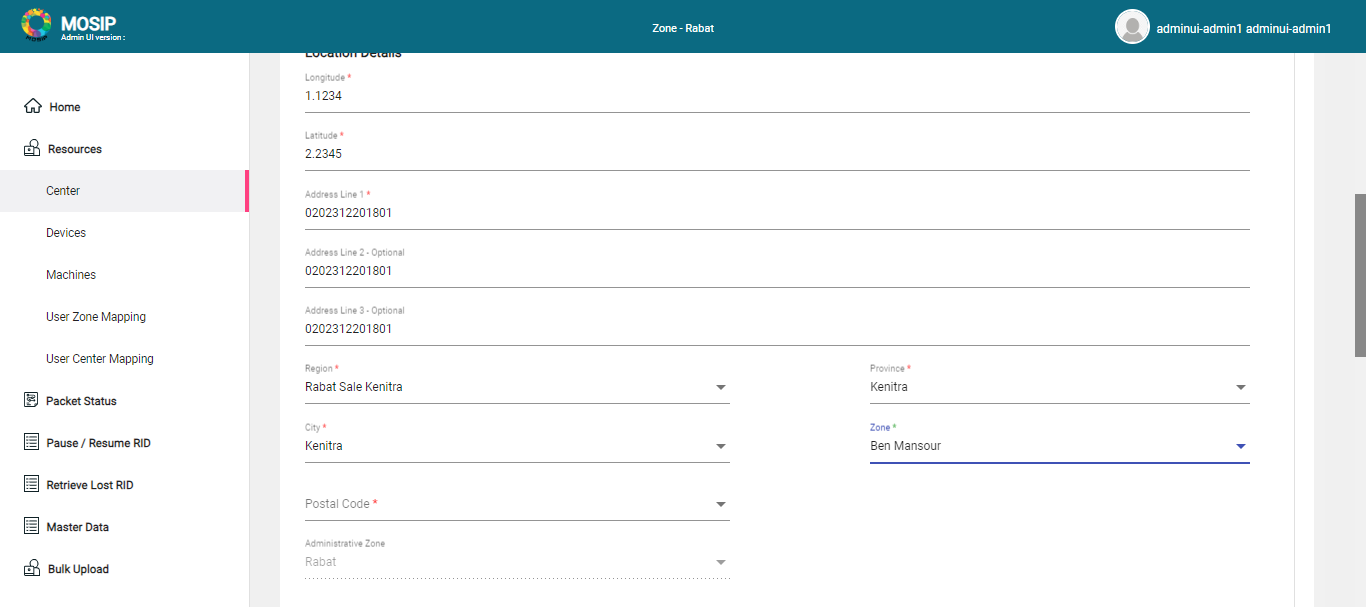 MOSIP
Admin UI version :
Zone - Rabat
adminui-admin1 adminui-admin1
Home
Resources
Center
Devices
Machines
User Zone Mapping
User Center Mapping
Packet Status
Pause / Resume RID
Retrieve Lost RID
Master Data
Bulk Upload
Location Details
Longitude *
1.1234
Latitude *
2.2345
Address Line 1 *
0202312201801
Address Line 2 - Optional
0202312201801
Address Line 3 - Optional
0202312201801
Region * Province *
Rabat Sale Kenitra Kenitra
City * Zone *
Kenitra Ben Mansour
Postal Code *
Administrative Zone
Rabat